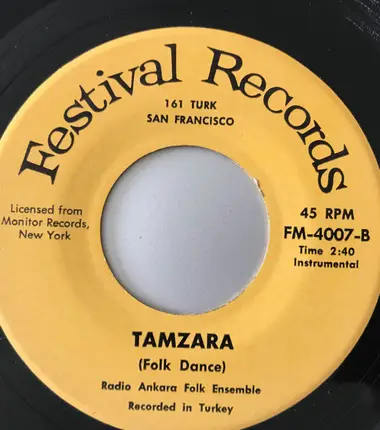 Festival Records
161 TURK
SAN FRANCISCO
Licensed from
Monitor Records,
New York
45 RPM
FM-4007-B
Time 2:40
Instrumental
TAMZARA
(Folk Dance)
Radio Ankara Folk Ensemble
Recorded in Turkey